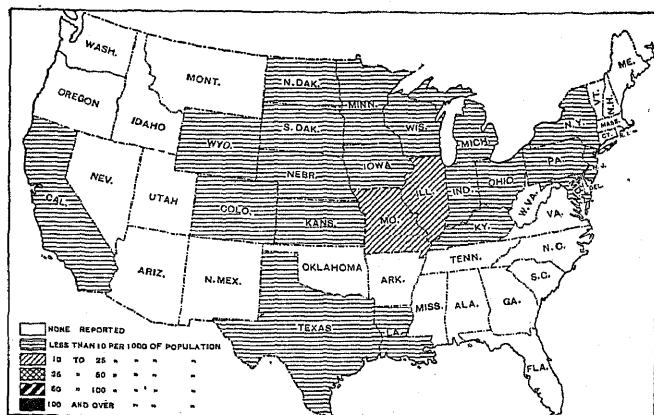 WASH.
MONT.
N.DAK.
MINN.
ME.
VT.
N.H.
OREGON
IDAHO
S.DAK.
WIS.
MICH.
N.Y.
MASS.
CT.
R.I.
WYO.
IOWA
PA.
N.J.
NEV.
UTAH
COLO.
NEBR.
ILL.
IND.
OHIO
DEL.
CAL.
KANS.
MO.
KY.
W.VA.
VA.
ARIZ.
N.MEX.
OKLAHOMA
ARK.
TENN.
N.C.
S.C.
TEXAS
LA.
MISS.
ALA.
GA.
FLA.
NONE REPORTED
LESS THAN 10 PER 1000 OF POPULATION
10 TO 25 " " "
25 " 50 " " "
50 " 100 " " "
100 AND OVER " " "